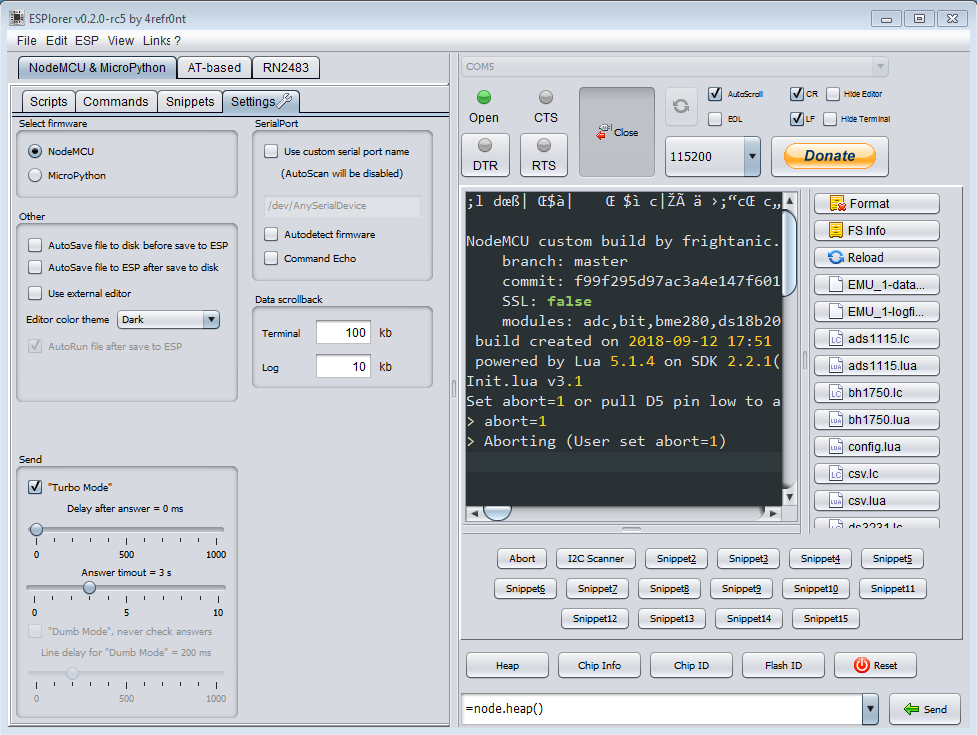 ESPlorer v0.2.0-rc5 by 4refr0nt
File Edit ESP View Links ?
NodeMCU & MicroPython AT-based RN2483
Scripts Commands Snippets Settings
Select firmware
NodeMCU
MicroPython
Other
AutoSave file to disk before save to ESP
AutoSave file to ESP after save to disk
Use external editor
Editor color theme Dark
AutoRun file after save to ESP
Send
"Turbo Mode"
Delay after answer = 0 ms
0 500 1000
Answer timout = 3 s
0 5 10
"Dumb Mode", never check answers
Line delay for "Dumb Mode" = 200 ms
0 500 1000
SerialPort
Use custom serial port name
(AutoScan will be disabled)
/dev/AnySerialDevice
Autodetect firmware
Command Echo
Data scrollback
Terminal 100 kb
Log 10 kb
COM5
Open CTS
DTR RTS
Close
AutoScroll CR Hide Editor
EOL LF Hide Terminal
115200 Donate
NodeMCU custom build by frightanic.
branch: master
commit: f99f295d97ac3a4e147f601
SSL: false
modules: adc,bit,bme280,ds18b20
build created on 2018-09-12 17:51
powered by Lua 5.1.4 on SDK 2.2.1(
Init.lua v3.1
Set abort=1 or pull D5 pin low to a
> abort=1
> Aborting (User set abort=1)
Format
FS Info
Reload
EMU_1-data...
EMU_1-logfi...
ads1115.lc
ads1115.lua
bh1750.lc
bh1750.lua
config.lua
csv.lc
csv.lua
ds3231.lc
Abort I2C Scanner Snippet2 Snippet3 Snippet4 Snippet5
Snippet6 Snippet7 Snippet8 Snippet9 Snippet10 Snippet11
Snippet12 Snippet13 Snippet14 Snippet15
Heap Chip Info Chip ID Flash ID Reset
=node.heap() Send